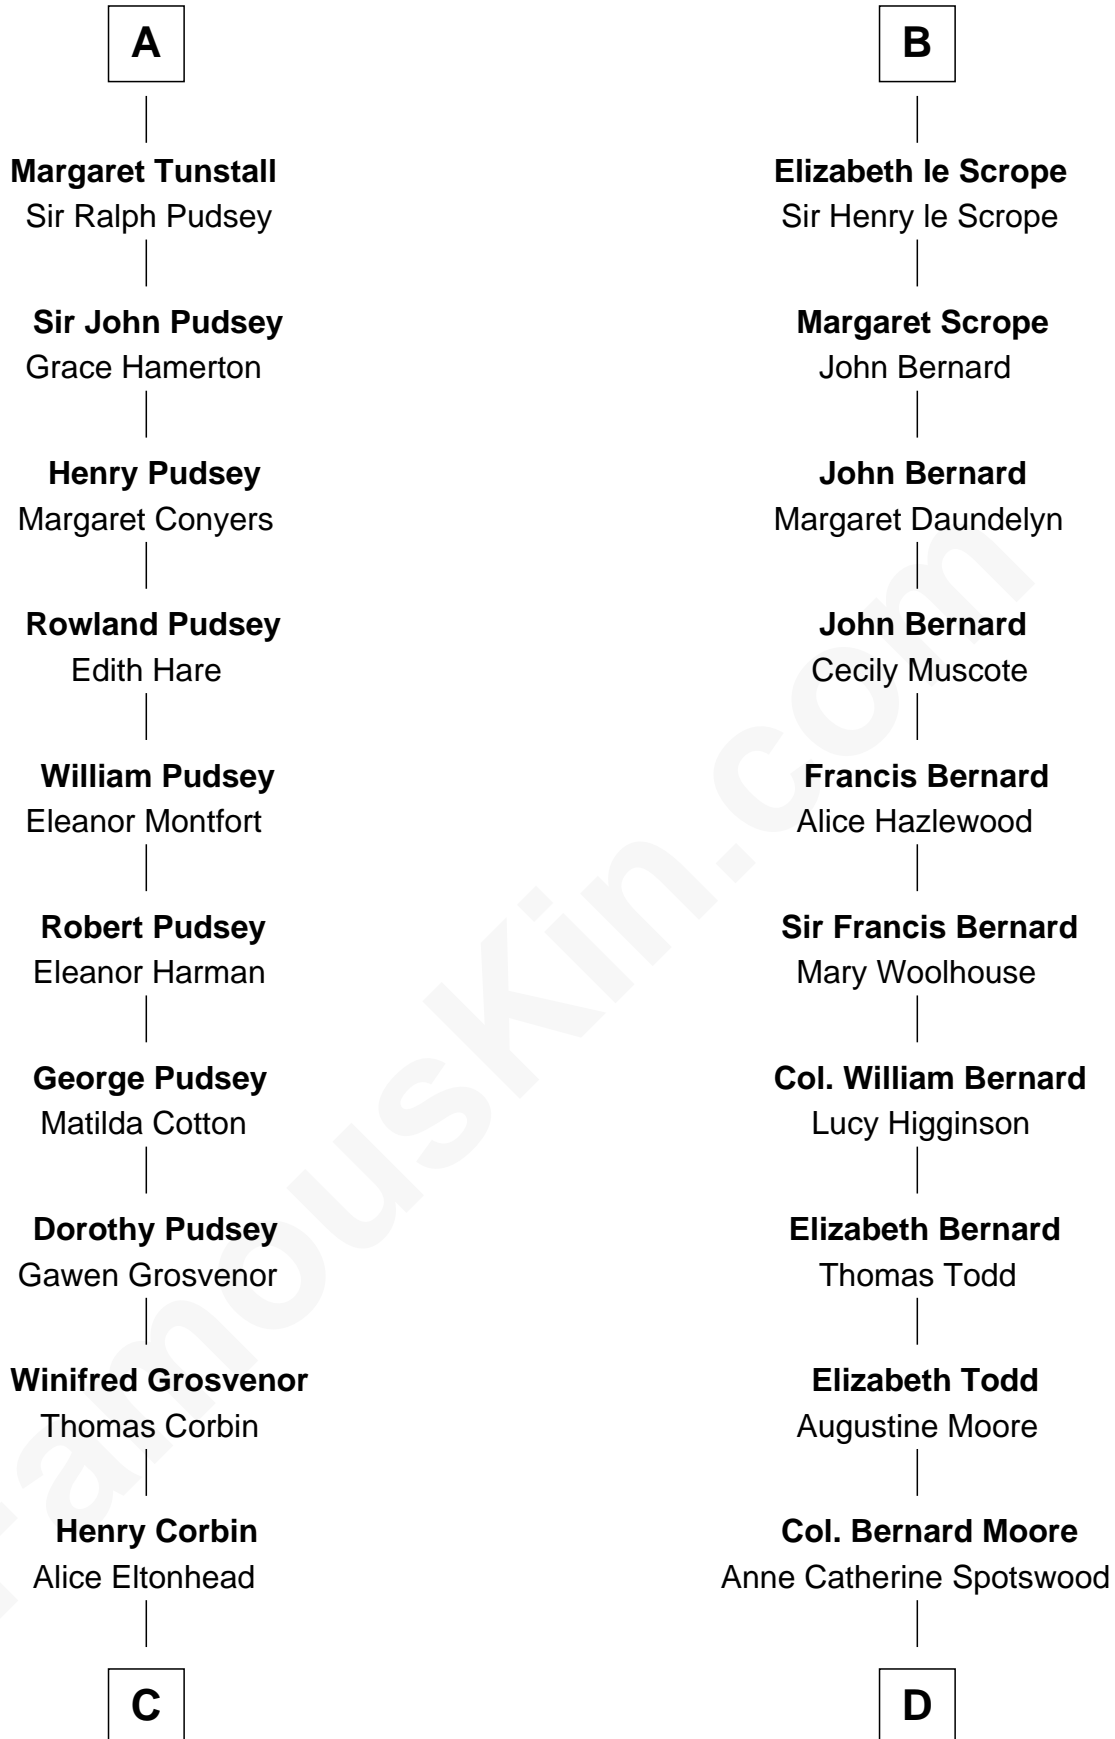 A
Margaret Tunstall
Sir Ralph Pudsey
Sir John Pudsey
Grace Hamerton
Henry Pudsey
Margaret Conyers
Rowland Pudsey
Edith Hare
William Pudsey
Eleanor Montfort
Robert Pudsey
Eleanor Harman
George Pudsey
Matilda Cotton
Dorothy Pudsey
Gawen Grosvenor
Winifred Grosvenor
Thomas Corbin
Henry Corbin
Alice Eltonhead
C
B
Elizabeth le Scrope
Sir Henry le Scrope
Margaret Scrope
John Bernard
John Bernard
Margaret Daundelyn
John Bernard
Cecily Muscote
Francis Bernard
Alice Hazlewood
Sir Francis Bernard
Mary Woolhouse
Col. William Bernard
Lucy Higginson
Elizabeth Bernard
Thomas Todd
Elizabeth Todd
Augustine Moore
Col. Bernard Moore
Anne Catherine Spotswood
D
FamousKin.com